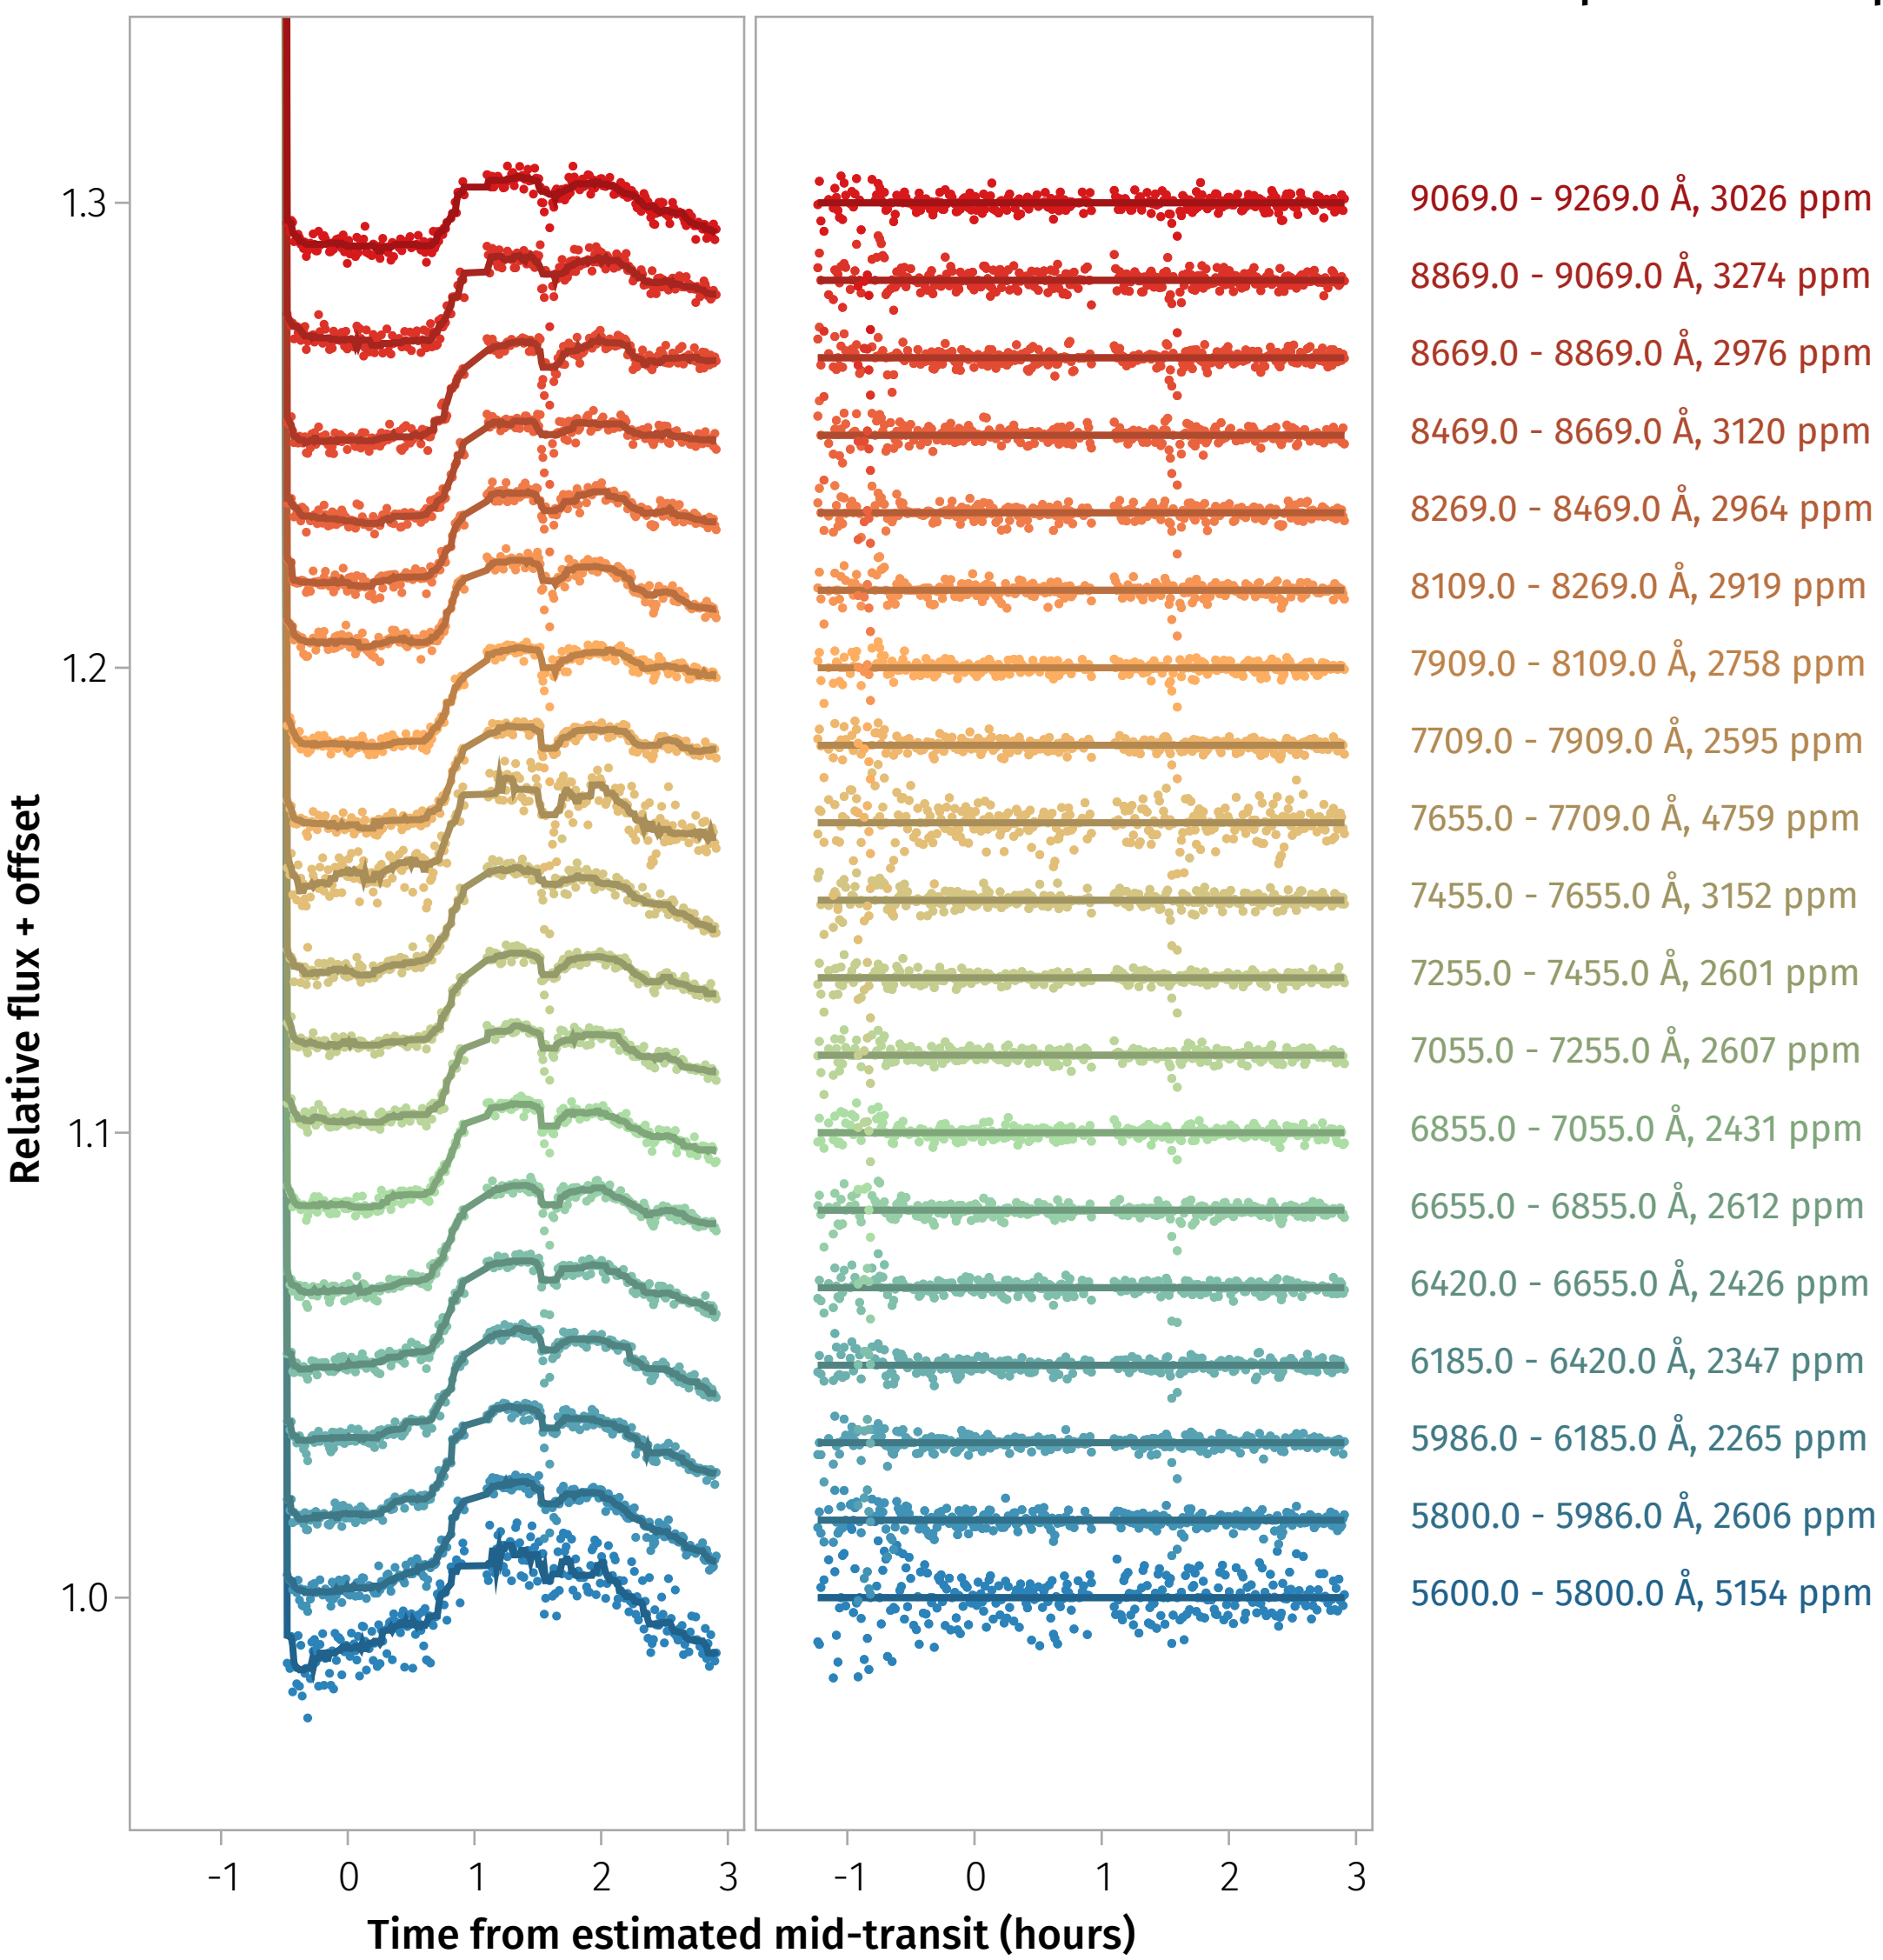 1.3
1.2
1.1
1.0
Relative flux + offset
9069.0 - 9269.0 Å, 3026 ppm
8869.0 - 9069.0 Å, 3274 ppm
8669.0 - 8869.0 Å, 2976 ppm
8469.0 - 8669.0 Å, 3120 ppm
8269.0 - 8469.0 Å, 2964 ppm
8109.0 - 8269.0 Å, 2919 ppm
7909.0 - 8109.0 Å, 2758 ppm
7709.0 - 7909.0 Å, 2595 ppm
7655.0 - 7709.0 Å, 4759 ppm
7455.0 - 7655.0 Å, 3152 ppm
7255.0 - 7455.0 Å, 2601 ppm
7055.0 - 7255.0 Å, 2607 ppm
6855.0 - 7055.0 Å, 2431 ppm
6655.0 - 6855.0 Å, 2612 ppm
6420.0 - 6655.0 Å, 2426 ppm
6185.0 - 6420.0 Å, 2347 ppm
5986.0 - 6185.0 Å, 2265 ppm
5800.0 - 5986.0 Å, 2606 ppm
5600.0 - 5800.0 Å, 5154 ppm
-1 0 1 2 3 -1 0 1 2 3
Time from estimated mid-transit (hours)